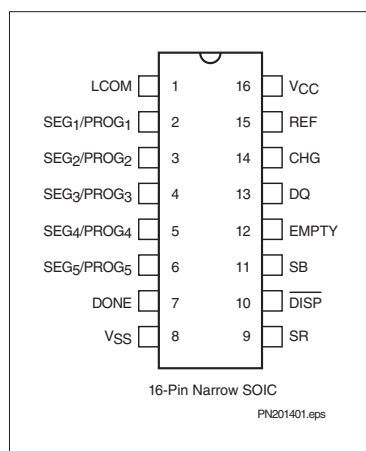 LCOM 1 16 VCC
SEG1/PROG1 2 15 REF
SEG2/PROG2 3 14 CHG
SEG3/PROG3 4 13 DQ
SEG4/PROG4 5 12 EMPTY
SEG5/PROG5 6 11 SB
DONE 7 10 DISP
VSS 8 9 SR
16-Pin Narrow SOIC
PN201401.eps